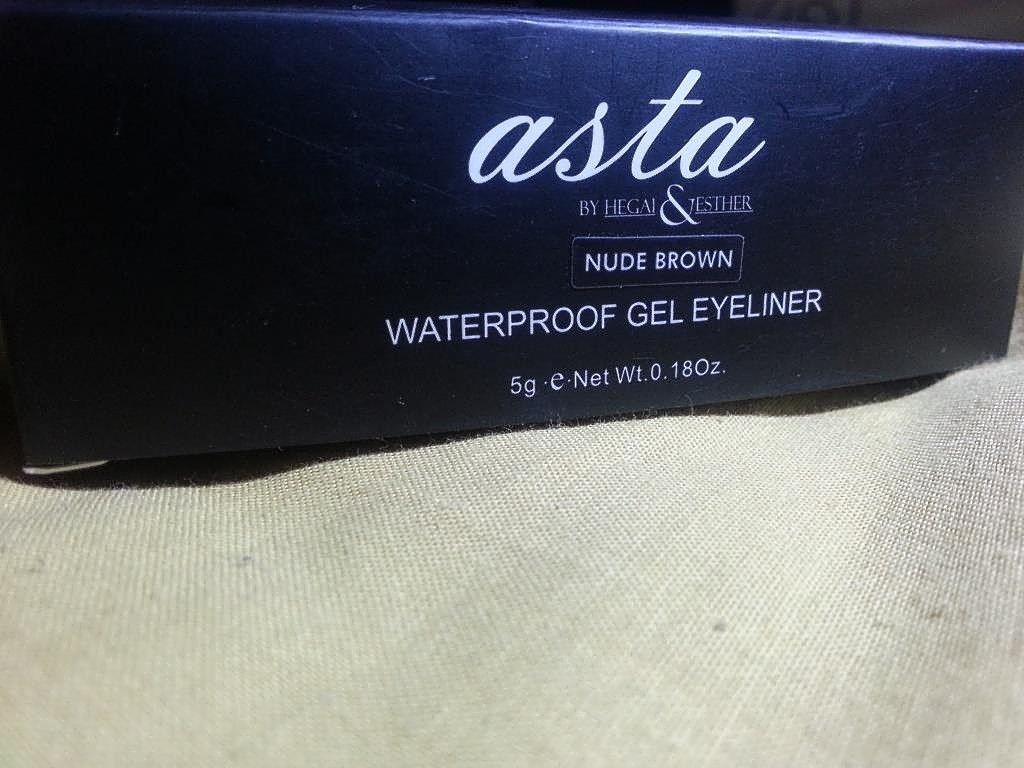 asta
BY HEGAI & ESTHER
NUDE BROWN
WATERPROOF GEL EYELINER
5g ·e·Net Wt.0.18Oz.